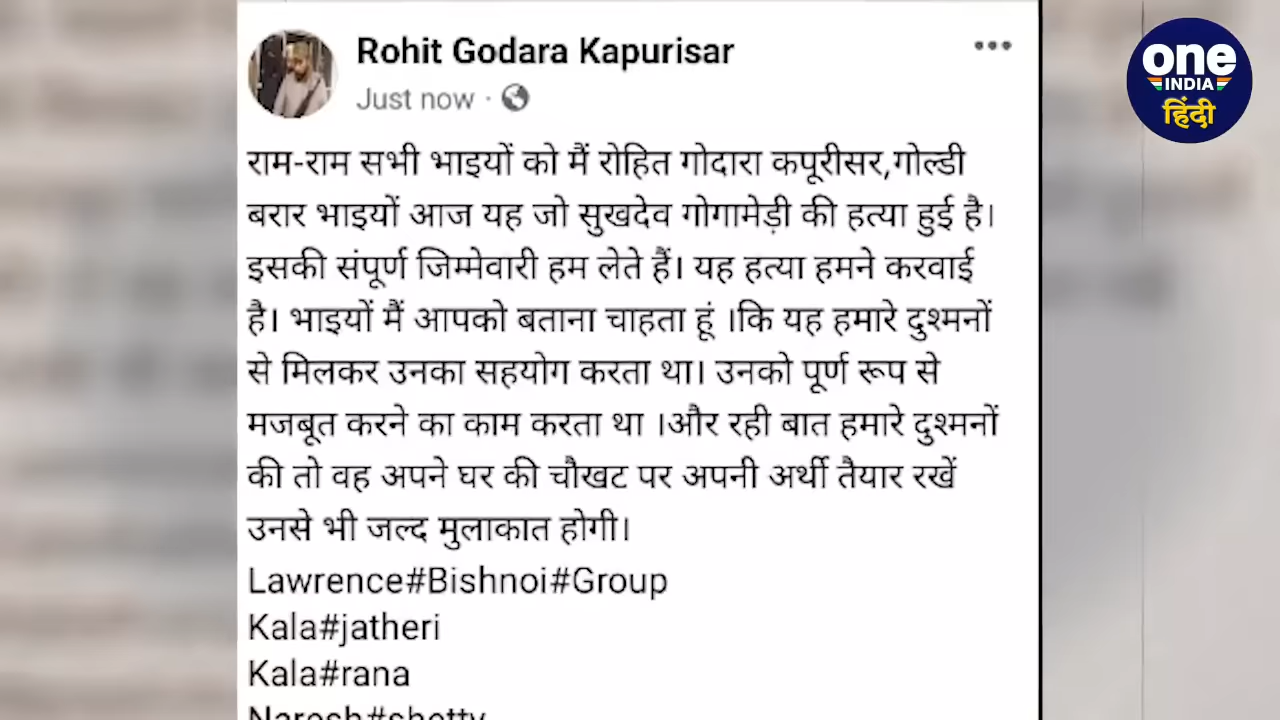 Rohit Godara Kapurisar
Just now ·
राम-राम सभी भाइयों को मैं रोहित गोदारा कपूरीसर,गोल्डी
बरार भाइयों आज यह जो सुखदेव गोगामेड़ी की हत्या हुई है।
इसकी संपूर्ण जिम्मेवारी हम लेते हैं। यह हत्या हमने करवाई
है। भाइयों मैं आपको बताना चाहता हूं ।कि यह हमारे दुश्मनों
से मिलकर उनका सहयोग करता था। उनको पूर्ण रूप से
मजबूत करने का काम करता था ।और रही बात हमारे दुश्मनों
की तो वह अपने घर की चौखट पर अपनी अर्थी तैयार रखें
उनसे भी जल्द मुलाकात होगी।
Lawrence#Bishnoi#Group
Kala#jatheri
Kala#rana
Naresh#shetty
one
INDIA
हिंदी